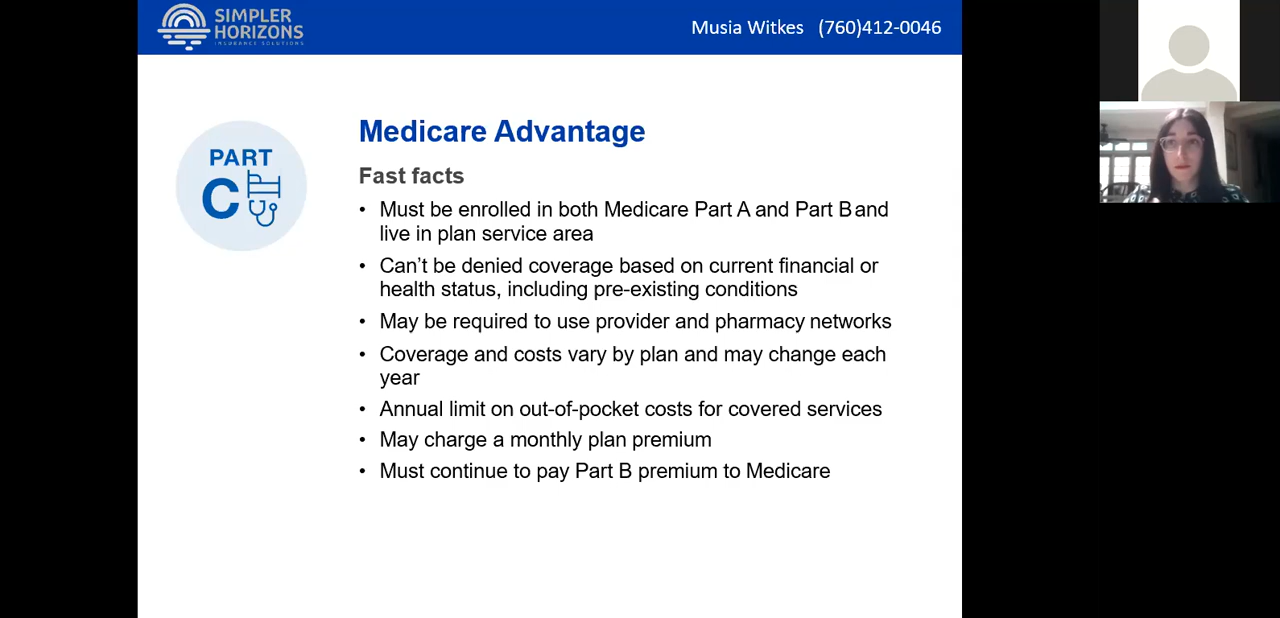 SIMPLER
HORIZONS
INSURANCE SOLUTIONS
Musia Witkes (760)412-0046
PART
C
Medicare Advantage
Fast facts
• Must be enrolled in both Medicare Part A and Part B and
live in plan service area
• Can’t be denied coverage based on current financial or
health status, including pre-existing conditions
• May be required to use provider and pharmacy networks
• Coverage and costs vary by plan and may change each
year
• Annual limit on out-of-pocket costs for covered services
• May charge a monthly plan premium
• Must continue to pay Part B premium to Medicare